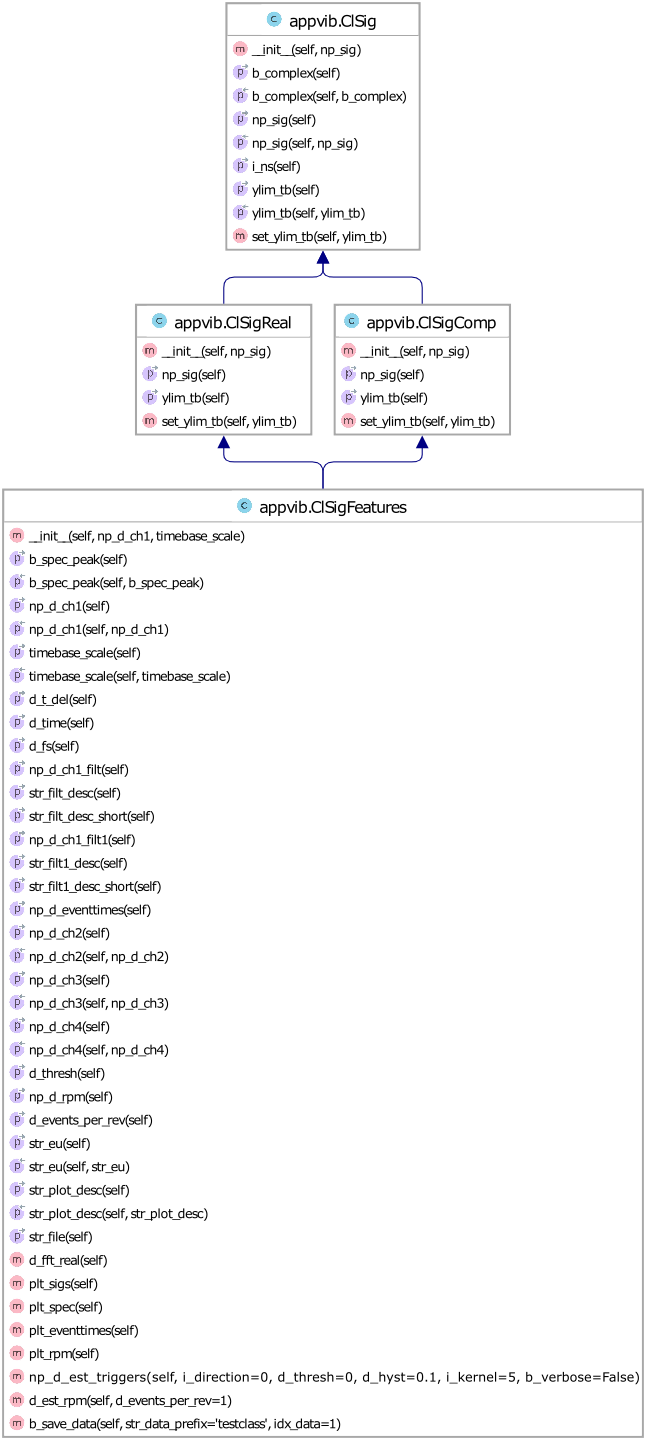 c appvib.ClSig
m __init__(self, np_sig)
p b_complex(self)
p b_complex(self, b_complex)
p np_sig(self)
p np_sig(self, np_sig)
p i_ns(self)
p ylim_tb(self)
p ylim_tb(self, ylim_tb)
m set_ylim_tb(self, ylim_tb)
c appvib.ClSigReal
m __init__(self, np_sig)
p np_sig(self)
p ylim_tb(self)
m set_ylim_tb(self, ylim_tb)
c appvib.ClSigComp
m __init__(self, np_sig)
p np_sig(self)
p ylim_tb(self)
m set_ylim_tb(self, ylim_tb)
c appvib.ClSigFeatures
m __init__(self, np_d_ch1, timebase_scale)
p b_spec_peak(self)
p b_spec_peak(self, b_spec_peak)
p np_d_ch1(self)
p np_d_ch1(self, np_d_ch1)
p timebase_scale(self)
p timebase_scale(self, timebase_scale)
p d_t_del(self)
p d_time(self)
p d_fs(self)
p np_d_ch1_filt(self)
p str_filt_desc(self)
p str_filt_desc_short(self)
p np_d_ch1_filt1(self)
p str_filt1_desc(self)
p str_filt1_desc_short(self)
p np_d_eventtimes(self)
p np_d_ch2(self)
p np_d_ch2(self, np_d_ch2)
p np_d_ch3(self)
p np_d_ch3(self, np_d_ch3)
p np_d_ch4(self)
p np_d_ch4(self, np_d_ch4)
p d_thresh(self)
p np_d_rpm(self)
p d_events_per_rev(self)
p str_eu(self)
p str_eu(self, str_eu)
p str_plot_desc(self)
p str_plot_desc(self, str_plot_desc)
p str_file(self)
m d_fft_real(self)
m plt_sigs(self)
m plt_spec(self)
m plt_eventtimes(self)
m plt_rpm(self)
m np_d_est_triggers(self, i_direction=0, d_thresh=0, d_hyst=0.1, i_kernel=5, b_verbose=False)
m d_est_rpm(self, d_events_per_rev=1)
m b_save_data(self, str_data_prefix='testclass', idx_data=1)